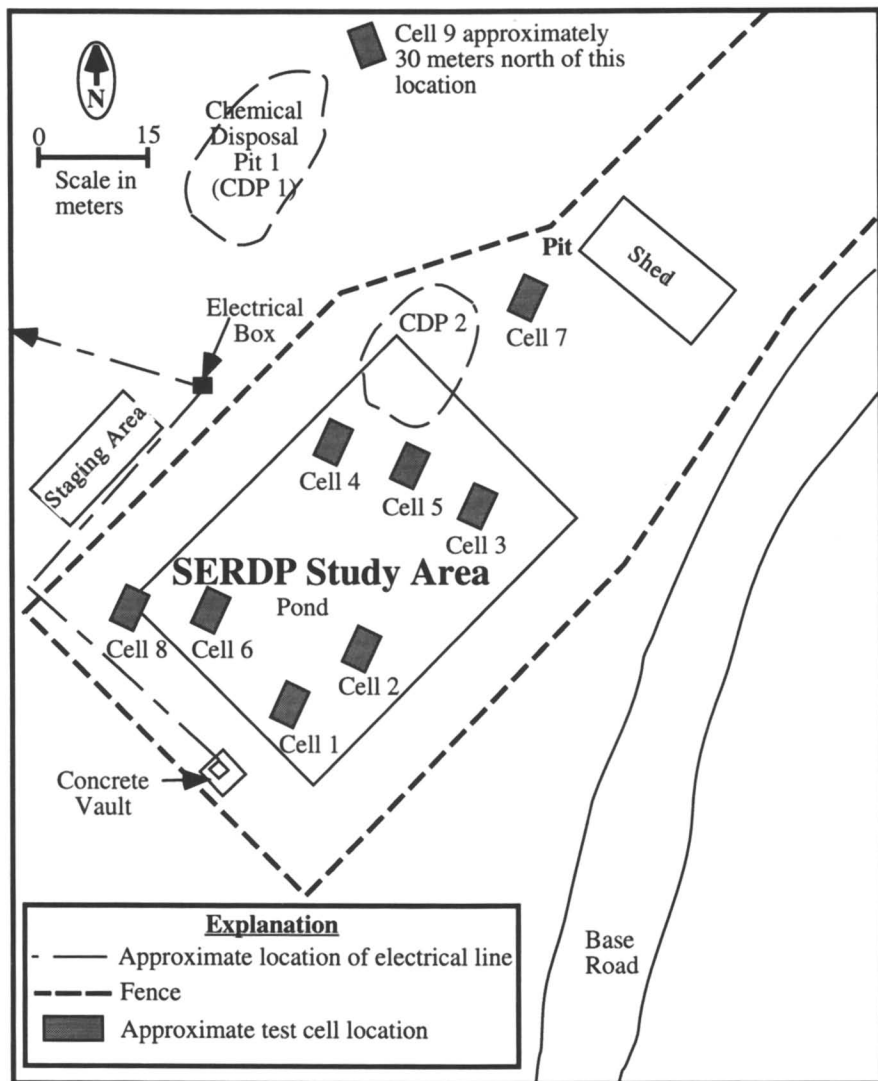 Cell 9 approximately
30 meters north of this
location
N
0 15
Scale in
meters
Chemical
Disposal
Pit 1
(CDP 1)
Pit
Shed
Electrical
Box
CDP 2
Cell 7
Staging Area
Cell 4
Cell 5
Cell 3
SERDP Study Area
Pond
Cell 8
Cell 6
Cell 2
Cell 1
Concrete
Vault
Base
Road
Explanation
Approximate location of electrical line
Fence
Approximate test cell location